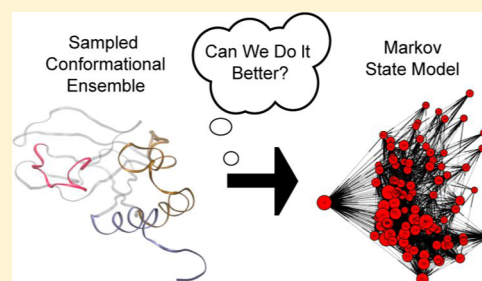 Sampled
Conformational
Ensemble
Can We Do It
Better?
Markov
State Model